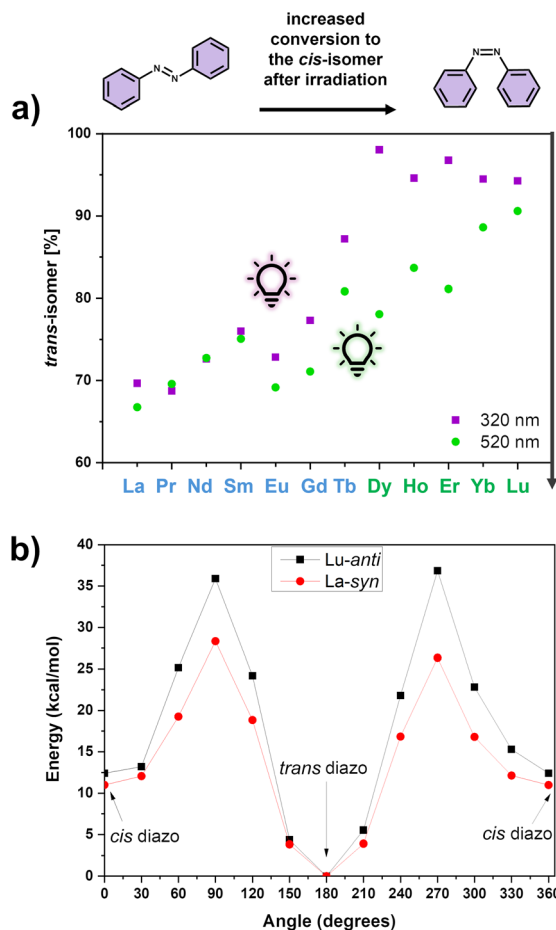 increased
conversion to
the cis-isomer
after irradiation
N=N
N=N
a)
trans-isomer [%]
100
90
80
70
60
320 nm
520 nm
La Pr Nd Sm Eu Gd Tb Dy Ho Er Yb Lu
b)
Energy (kcal/mol)
40
35
30
25
20
15
10
5
0
Lu-anti
La-syn
trans diazo
cis diazo
cis diazo
0 30 60 90 120 150 180 210 240 270 300 330 360
Angle (degrees)